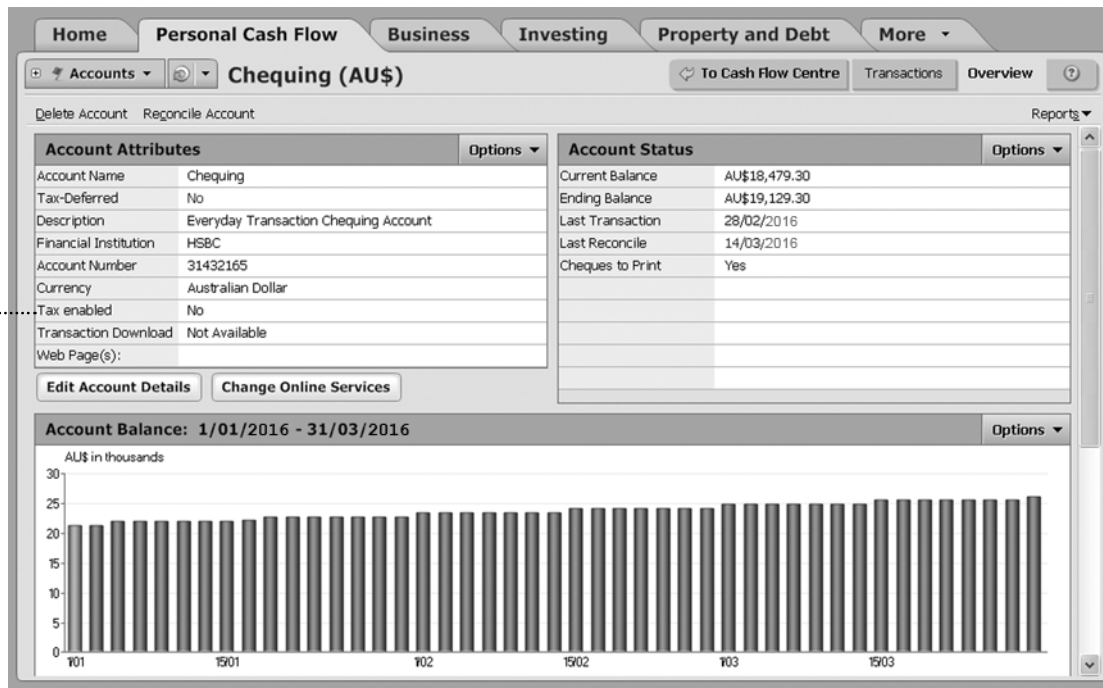 Home Personal Cash Flow Business Investing Property and Debt More
Accounts Chequing (AU$) To Cash Flow Centre Transactions Overview ?
Delete Account Reconcile Account Reports
Account Attributes Options
Account Name Chequing
Tax-Deferred No
Description Everyday Transaction Chequing Account
Financial Institution HSBC
Account Number 31432165
Currency Australian Dollar
Tax enabled No
Transaction Download Not Available
Web Page(s):
Edit Account Details Change Online Services
Account Status Options
Current Balance AU$18,479.30
Ending Balance AU$19,129.30
Last Transaction 28/02/2016
Last Reconcile 14/03/2016
Cheques to Print Yes
Account Balance: 1/01/2016 - 31/03/2016 Options
AU$ in thousands
30
25
20
15
10
5
0
1/01 15/01 1/02 15/02 1/03 15/03